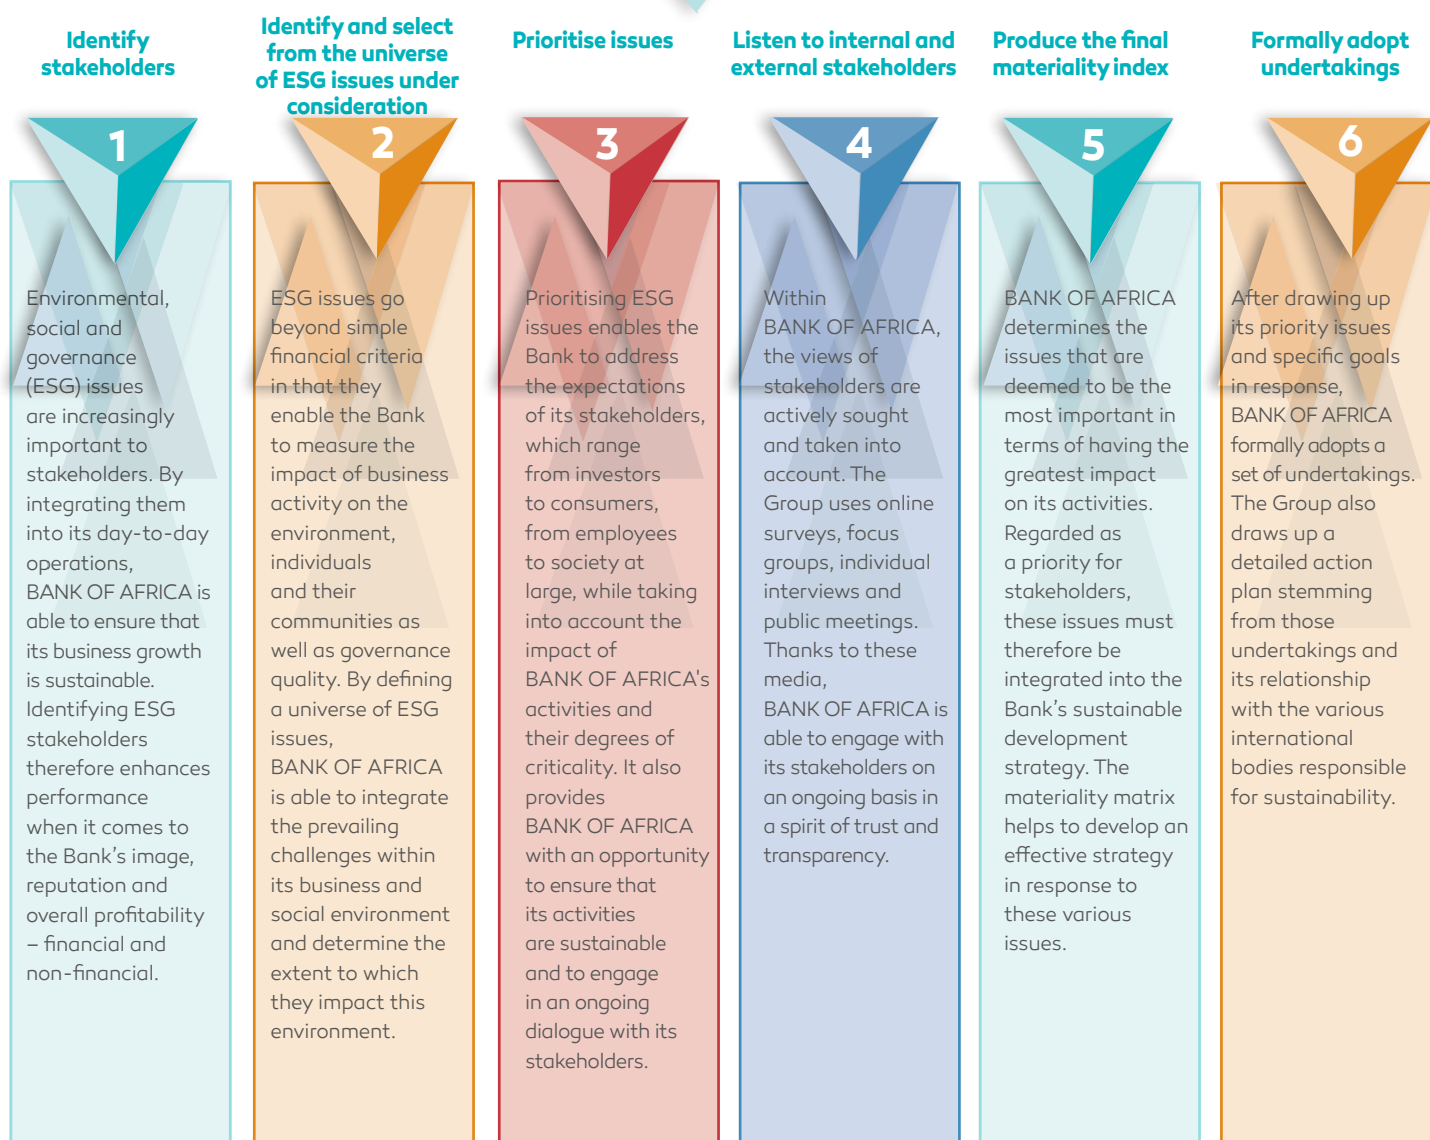 Identify
stakeholders
1
Environmental,
social and
governance
(ESG) issues
are increasingly
important to
stakeholders. By
integrating them
into its day-to-day
operations,
BANK OF AFRICA is
able to ensure that
its business growth
is sustainable.
Identifying ESG
stakeholders
therefore enhances
performance
when it comes to
the Bank's image,
reputation and
overall profitability
– financial and
non-financial.
Identify and select
from the universe
of ESG issues under
consideration
2
ESG issues go
beyond simple
financial criteria
in that they
enable the Bank
to measure the
impact of business
activity on the
environment,
individuals
and their
communities as
well as governance
quality. By defining
a universe of ESG
issues,
BANK OF AFRICA
is able to integrate
the prevailing
challenges within
its business and
social environment
and determine the
extent to which
they impact this
environment.
Prioritise issues
3
Prioritising ESG
issues enables the
Bank to address
the expectations
of its stakeholders,
which range
from investors
to consumers,
from employees
to society at
large, while taking
into account the
impact of
BANK OF AFRICA's
activities and
their degrees of
criticality. It also
provides
BANK OF AFRICA
with an opportunity
to ensure that
its activities
are sustainable
and to engage
in an ongoing
dialogue with its
stakeholders.
Listen to internal and
external stakeholders
4
Within
BANK OF AFRICA,
the views of
stakeholders are
actively sought
and taken into
account. The
Group uses online
surveys, focus
groups, individual
interviews and
public meetings.
Thanks to these
media,
BANK OF AFRICA is
able to engage with
its stakeholders on
an ongoing basis in
a spirit of trust and
transparency.
Produce the final
materiality index
5
BANK OF AFRICA
determines the
issues that are
deemed to be the
most important in
terms of having the
greatest impact
on its activities.
Regarded as
a priority for
stakeholders,
these issues must
therefore be
integrated into the
Bank's sustainable
development
strategy. The
materiality matrix
helps to develop an
effective strategy
in response to
these various
issues.
Formally adopt
undertakings
6
After drawing up
its priority issues
and specific goals
in response,
BANK OF AFRICA
formally adopts a
set of undertakings.
The Group also
draws up a
detailed action
plan stemming
from those
undertakings and
its relationship
with the various
international
bodies responsible
for sustainability.